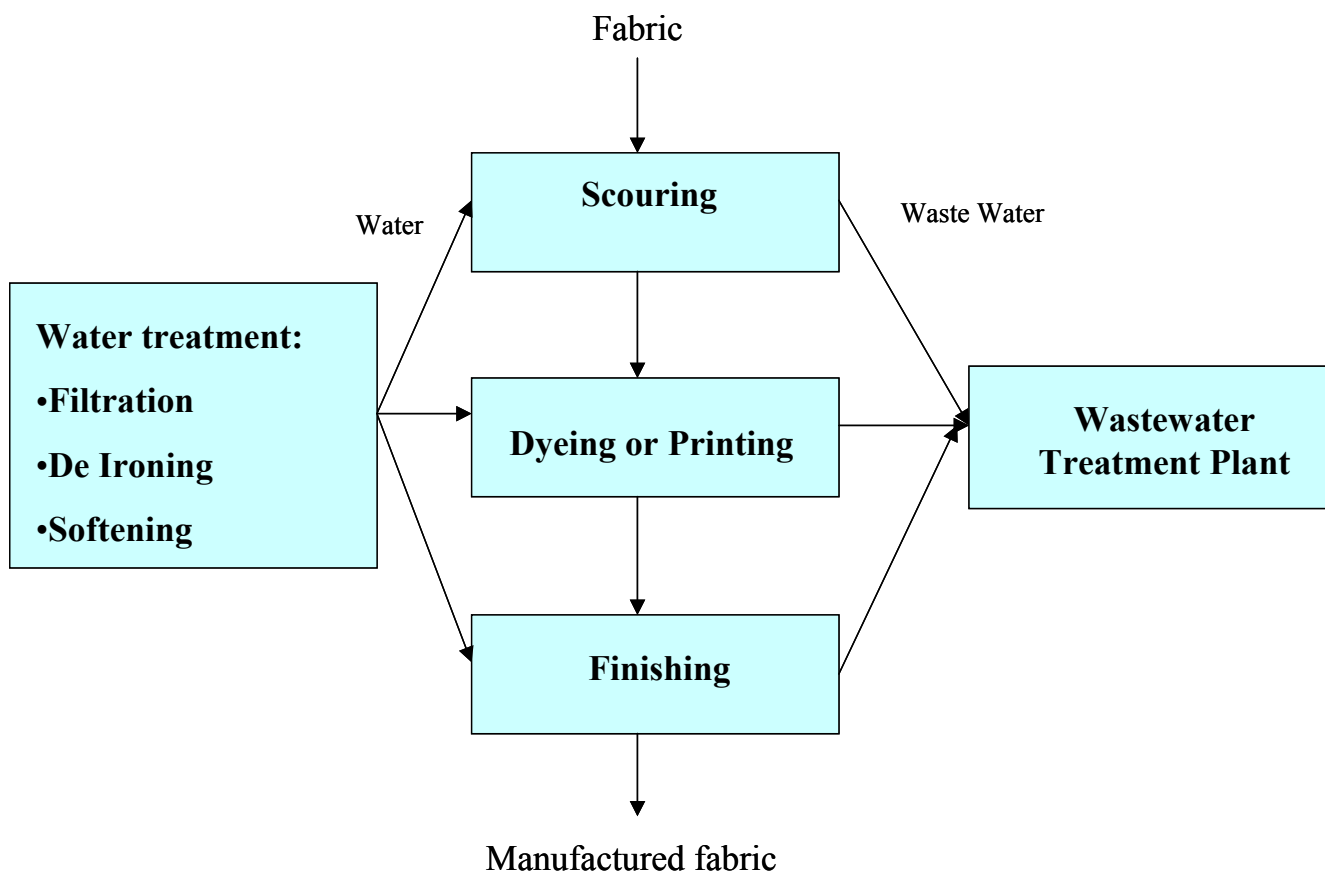 Fabric
Scouring
Water
Waste Water
Water treatment:
•Filtration
•De Ironing
•Softening
Dyeing or Printing
Wastewater
Treatment Plant
Finishing
Manufactured fabric